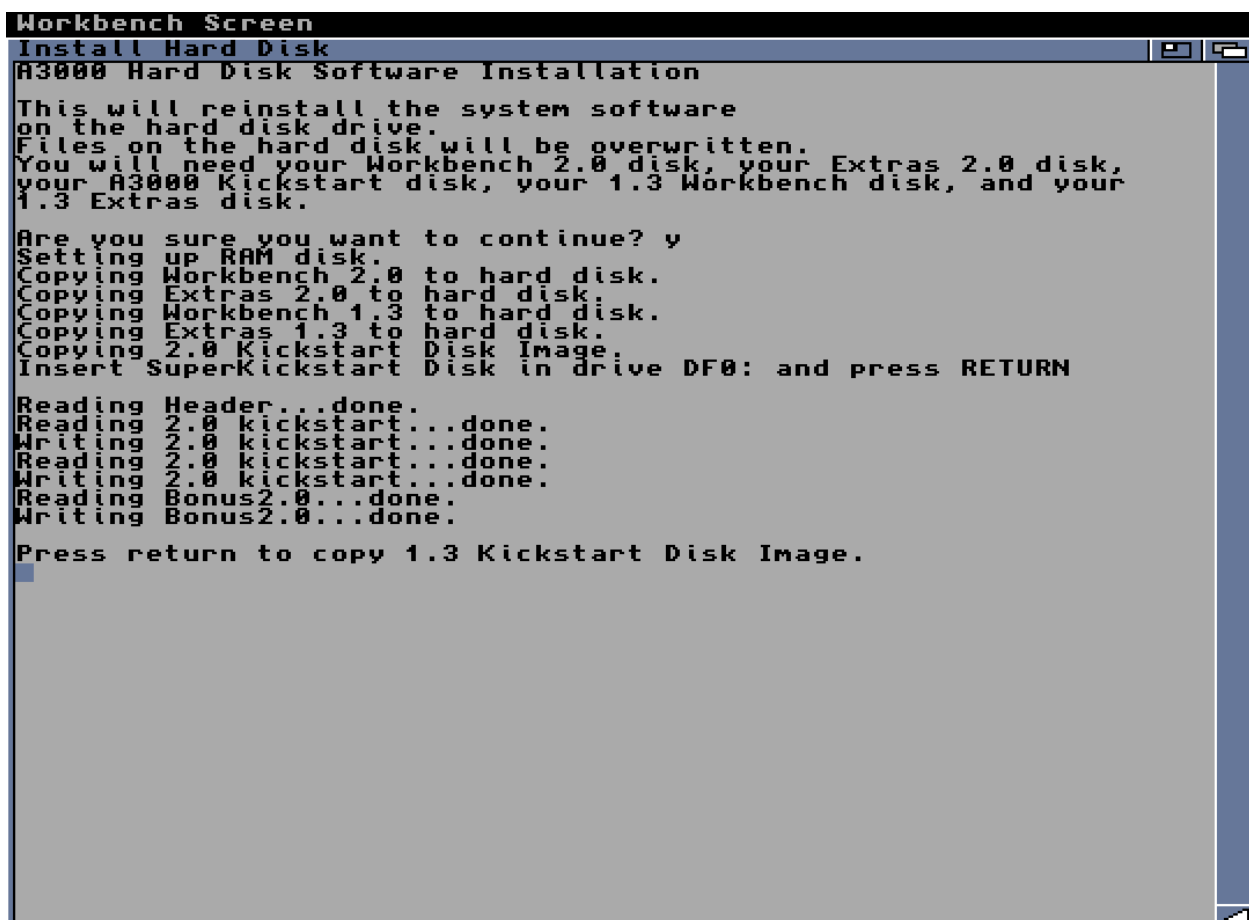 Workbench Screen
Install Hard Disk
A3000 Hard Disk Software Installation
This will reinstall the system software
on the hard disk drive.
Files on the hard disk will be overwritten.
You will need your Workbench 2.0 disk, your Extras 2.0 disk,
your A3000 Kickstart disk, your 1.3 Workbench disk, and your
1.3 Extras disk.
Are you sure you want to continue? y
Setting up RAM disk.
Copying Workbench 2.0 to hard disk.
Copying Extras 2.0 to hard disk.
Copying Workbench 1.3 to hard disk.
Copying Extras 1.3 to hard disk.
Copying 2.0 Kickstart Disk Image.
Insert SuperKickstart Disk in drive DF0: and press RETURN
Reading Header...done.
Reading 2.0 kickstart...done.
Writing 2.0 kickstart...done.
Reading 2.0 kickstart...done.
Writing 2.0 kickstart...done.
Reading Bonus2.0...done.
Writing Bonus2.0...done.
Press return to copy 1.3 Kickstart Disk Image.